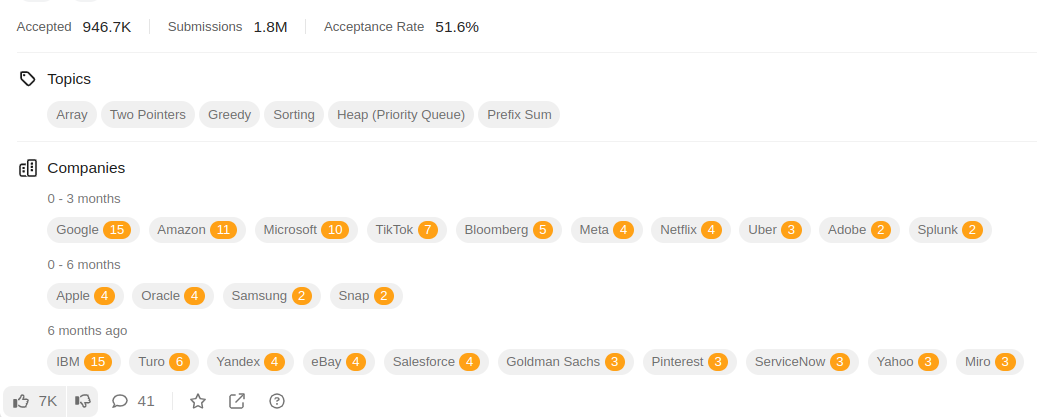 Accepted 946.7K Submissions 1.8M Acceptance Rate 51.6%
Topics
Array Two Pointers Greedy Sorting Heap (Priority Queue) Prefix Sum
Companies
0 - 3 months
Google 15 Amazon 11 Microsoft 10 TikTok 7 Bloomberg 5 Meta 4 Netflix 4 Uber 3 Adobe 2 Splunk 2
0 - 6 months
Apple 4 Oracle 4 Samsung 2 Snap 2
6 months ago
IBM 15 Turo 6 Yandex 4 eBay 4 Salesforce 4 Goldman Sachs 3 Pinterest 3 ServiceNow 3 Yahoo 3 Miro 3
7K 41